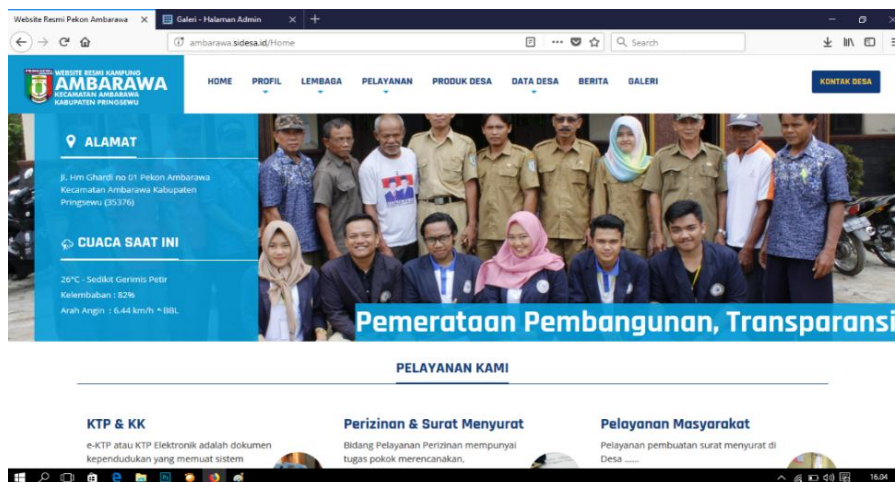 Website Resmi Pekon Ambarawa
Galeri - Halaman Admin
ambarawa.sidesa.id/Home
Search
WEBSITE RESMI KAMPUNG
AMBARAWA
KECAMATAN AMBARAWA
KABUPATEN PRINGSEWU
HOME PROFIL LEMBAGA PELAYANAN PRODUK DESA DATA DESA BERITA GALERI
KONTAK DESA
ALAMAT
Jl. Hm Ghardi no 01 Pekon Ambarawa
Kecamatan Ambarawa Kabupaten
Pringsewu (35376)
CUACA SAAT INI
26°C - Sedikit Gerimis Petir
Kelembaban : 82%
Arah Angin : 6.44 km/h * BBL
Pemerataan Pembangunan, Transparansi
PELAYANAN KAMI
KTP & KK
e-KTP atau KTP Elektronik adalah dokumen
kependudukan yang memuat sistem
Perizinan & Surat Menyurat
Bidang Pelayanan Perizinan mempunyai
tugas pokok merencanakan,
Pelayanan Masyarakat
Pelayanan pembuatan surat menyurat di
Desa ......
16.04